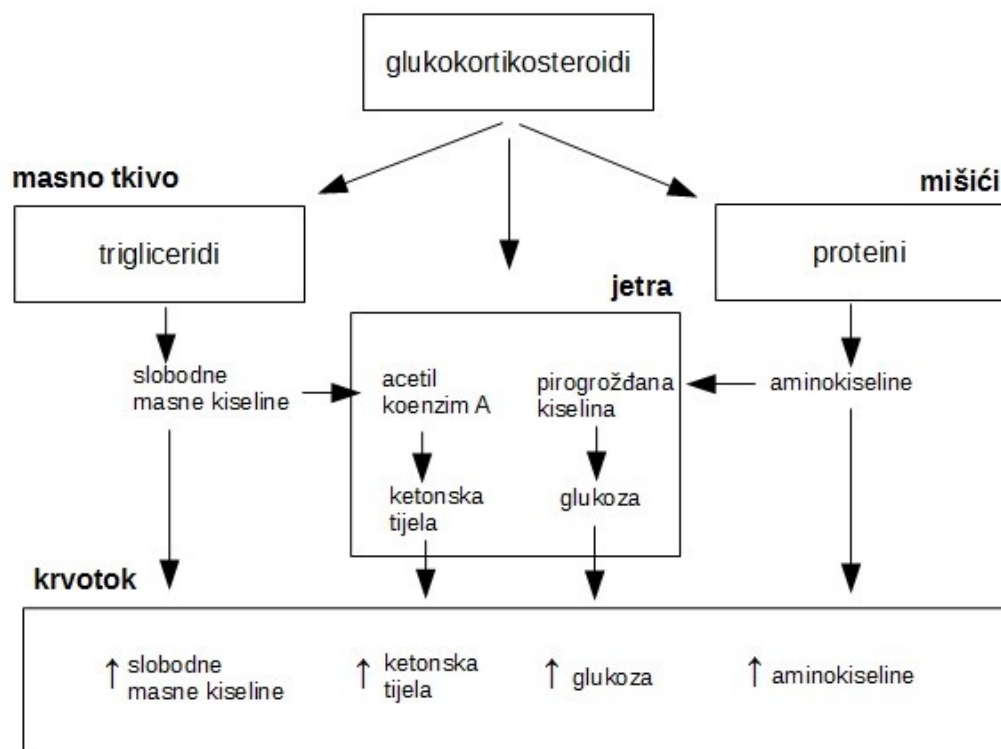 glukokortikosteroidi
masno tkivo
mišići
trigliceridi
proteini
jetra
slobodne
masne kiseline
acetil
koenzim A
pirogrožđana
kiselina
aminokiseline
ketonska
tijela
glukoza
krvotok
↑ slobodne
masne kiseline
↑ ketonska
tijela
↑ glukoza
↑ aminokiseline